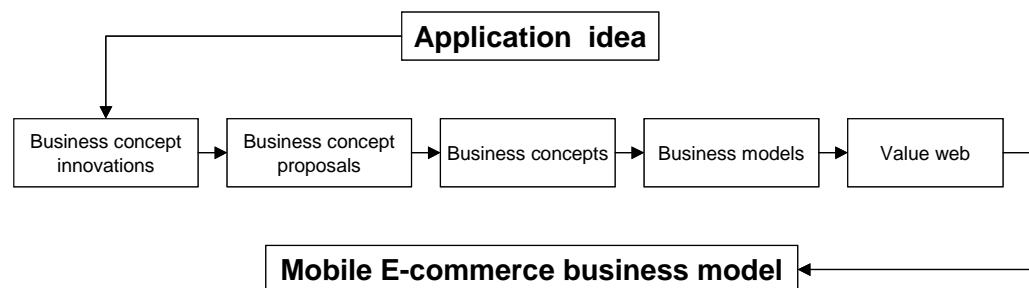 Application idea
Business concept
innovations
Business concept
proposals
Business concepts
Business models
Value web
Mobile E-commerce business model